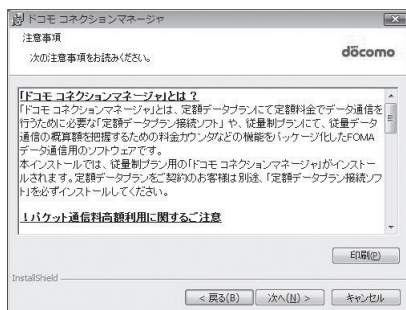 ドコモ コネクションマネージャ
注意事項
次の注意事項をお読みください。
döcomo
「ドコモ コネクションマネージャ」とは？
「ドコモ コネクションマネージャ」とは、定額データプランにて定額料金でデータ通信を
行うために必要な「定額データプラン接続ソフト」や、従量制プランにて、従量データ
通信の概算額を把握するための料金カウンタなどの機能をパッケージ化したFOMA
データ通信用のソフトウェアです。
本インストールでは、従量制プラン用の「ドコモ コネクションマネージャ」がインストー
ルされます。定額データプランをご契約のお客様は別途、「定額データプラン接続ソフ
ト」を必ずインストールしてください。
！パケット通信料高額利用に関するご注意
印刷(P)
InstallShield
< 戻る(B)
次へ(N) >
キャンセル